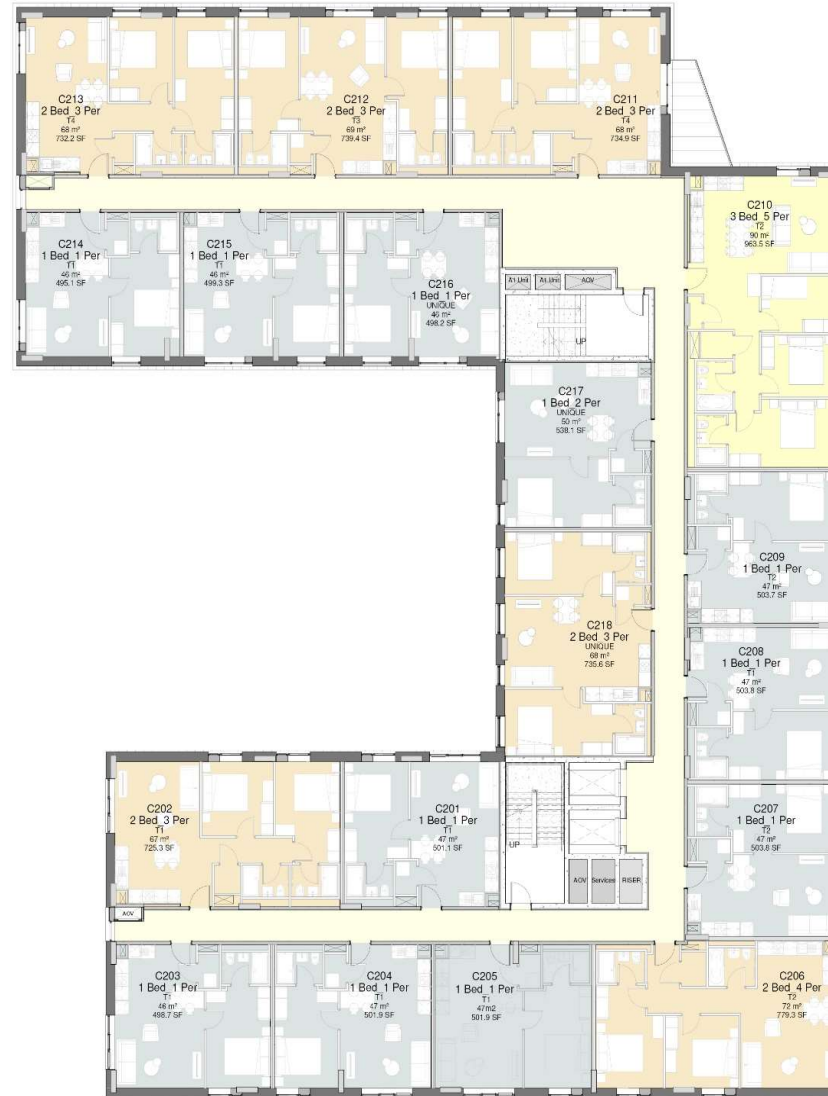 C213
2 Bed_3 Per
T4
68 m²
732.2 SF
C212
2 Bed_3 Per
T3
69 m²
739.4 SF
C211
2 Bed_3 Per
T4
68 m²
734.9 SF
C210
3 Bed_5 Per
T2
90 m²
963.5 SF
C214
1 Bed_1 Per
T1
46 m²
495.1 SF
C215
1 Bed_1 Per
T1
46 m²
499.3 SF
C216
1 Bed_1 Per
UNIQUE
46 m²
498.2 SF
A1 Unit
A1 Unit
AOV
UP
C217
1 Bed_2 Per
UNIQUE
50 m²
538.1 SF
C209
1 Bed_1 Per
T2
47 m²
503.7 SF
C218
2 Bed_3 Per
UNIQUE
68 m²
735.6 SF
C208
1 Bed_1 Per
T1
47 m²
503.8 SF
C202
2 Bed_3 Per
T1
67 m²
725.3 SF
C201
1 Bed_1 Per
T1
47 m²
501.1 SF
C207
1 Bed_1 Per
T2
47 m²
503.8 SF
UP
AOV
Services
RISER
AOV
C203
1 Bed_1 Per
T1
46 m²
498.7 SF
C204
1 Bed_1 Per
T1
47 m²
501.9 SF
C205
1 Bed_1 Per
T1
47m2
501.9 SF
C206
2 Bed_4 Per
T2
72 m²
779.3 SF